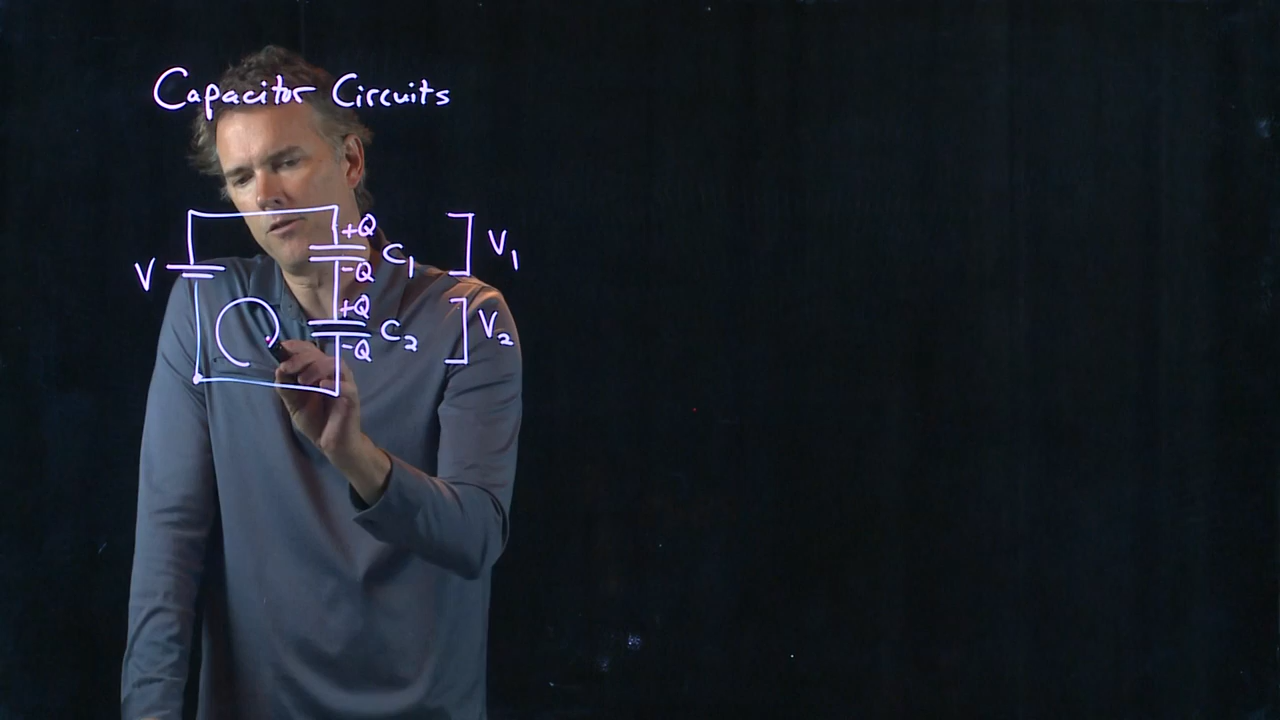 Capacitor Circuits
+Q
V₁
C₁
V
-Q
+Q
V₂
C₂
-Q